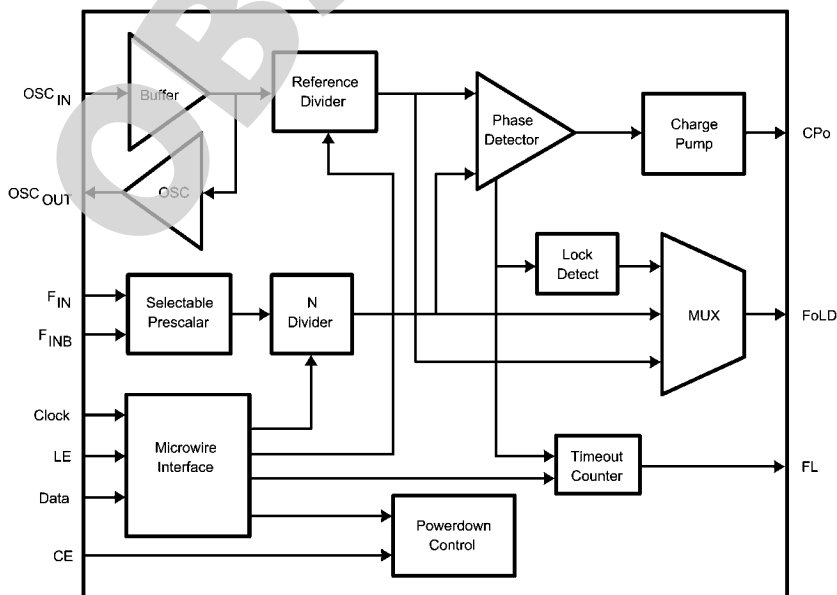 OSC IN
Buffer
Reference
Divider
Phase
Detector
Charge
Pump
CPo
OSC OUT
OSC
Lock
Detect
F IN
F INB
Selectable
Prescalar
N
Divider
MUX
FoLD
Clock
LE
Data
Microwire
Interface
Timeout
Counter
FL
Powerdown
Control
CE